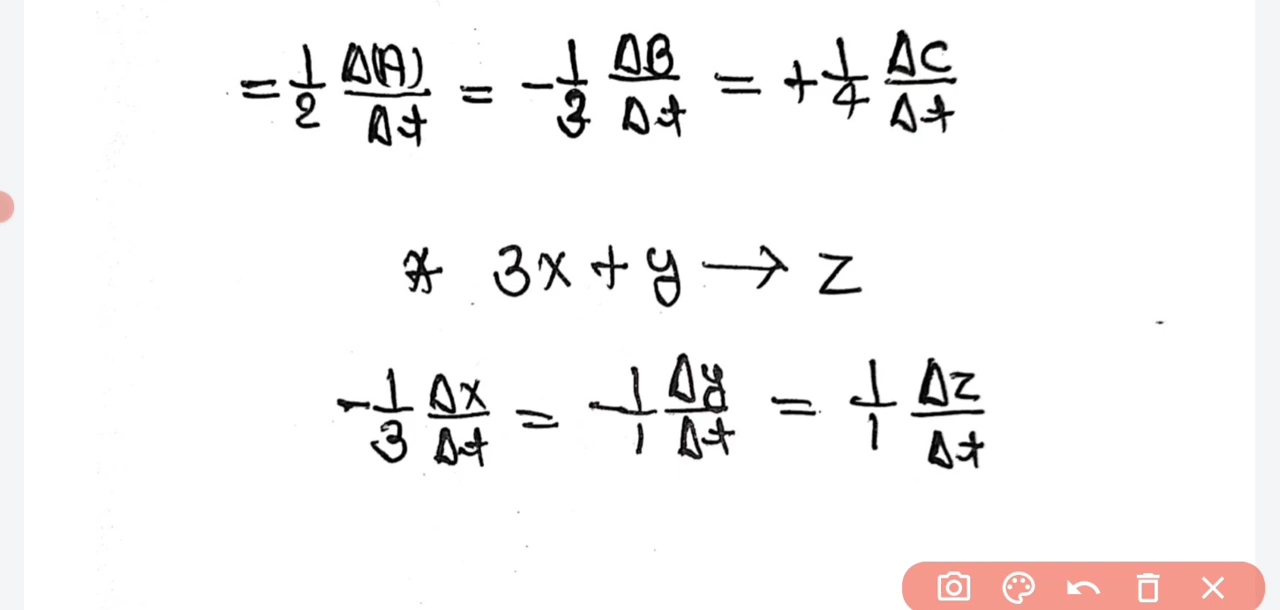 = 1/2 Δ(A)/Δt = - 1/3 ΔB/Δt = + 1/4 ΔC/Δt
* 3x + y → z
- 1/3 Δx/Δt = - 1/1 Δy/Δt = 1/1 Δz/Δt